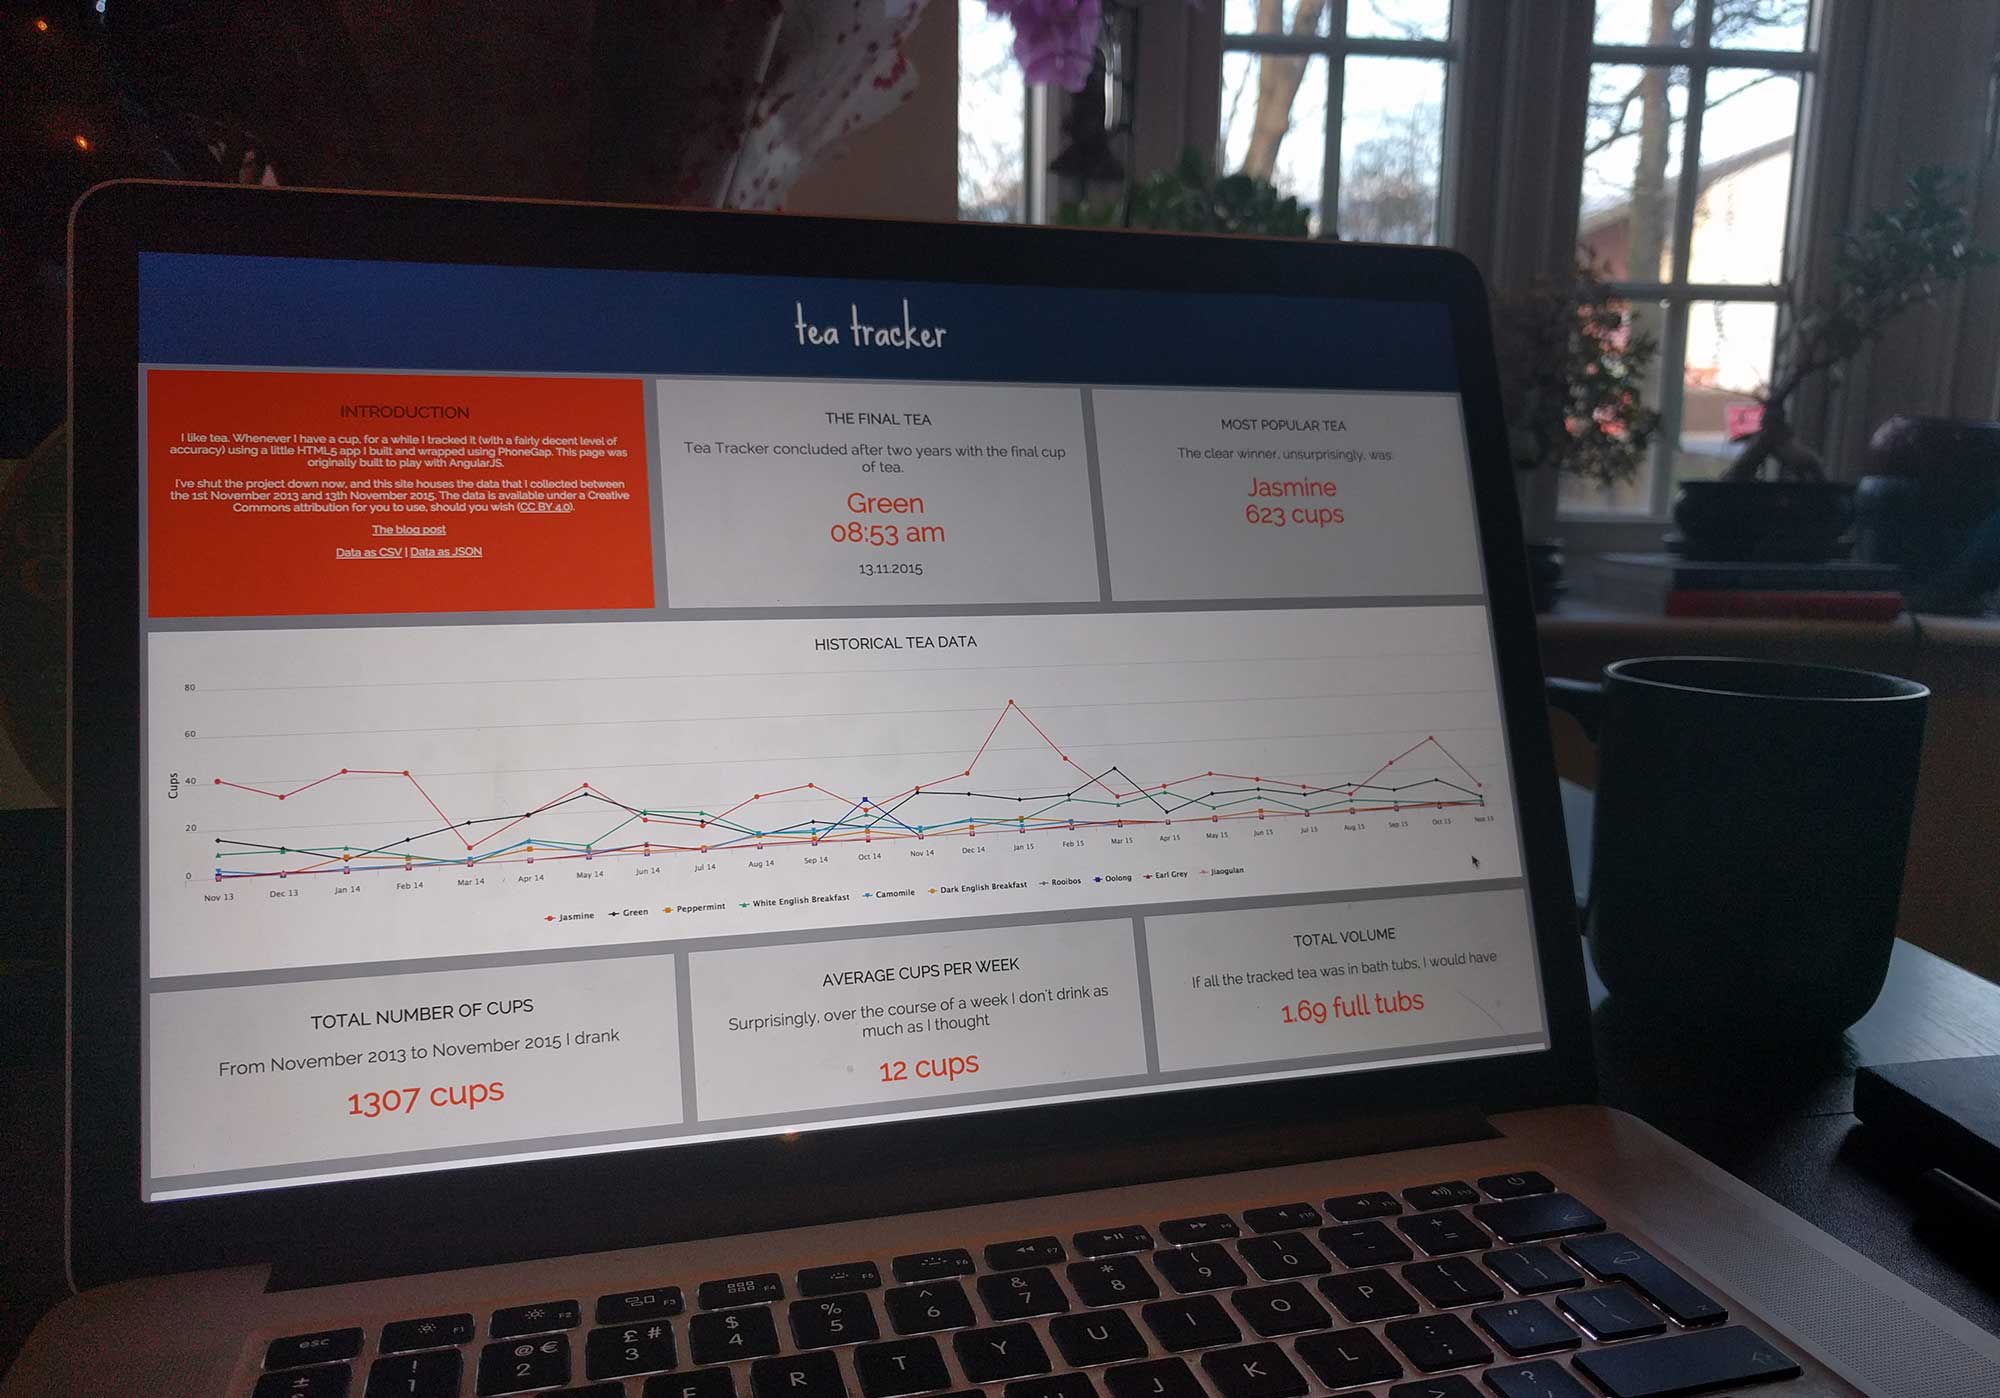 tea tracker
INTRODUCTION
I like tea. Whenever I have a cup, for a while I tracked it (with a fairly decent level of
accuracy) using a little HTML5 app I built and wrapped using PhoneGap. This page was
originally built to play with AngularJS.
I've shut the project down now, and this site houses the data that I collected between
the 1st November 2013 and 13th November 2015. The data is available under a Creative
Commons attribution for you to use, should you wish (CC BY 4.0).
The blog post
Data as CSV | Data as JSON
THE FINAL TEA
Tea Tracker concluded after two years with the final cup
of tea.
Green
08:53 am
13.11.2015
MOST POPULAR TEA
The clear winner, unsurprisingly, was:
Jasmine
623 cups
HISTORICAL TEA DATA
80
60
40
20
0
Cups
Nov 13 Dec 13 Jan 14 Feb 14 Mar 14 Apr 14 May 14 Jun 14 Jul 14 Aug 14 Sep 14 Oct 14 Nov 14 Dec 14 Jan 15 Feb 15 Mar 15 Apr 15 May 15 Jun 15 Jul 15 Aug 15 Sep 15 Oct 15 Nov 15
Jasmine Green Peppermint White English Breakfast Camomile Dark English Breakfast Rooibos Oolong Earl Grey Jiaogulan
TOTAL NUMBER OF CUPS
From November 2013 to November 2015 I drank
1307 cups
AVERAGE CUPS PER WEEK
Surprisingly, over the course of a week I don't drink as
much as I thought
12 cups
TOTAL VOLUME
If all the tracked tea was in bath tubs, I would have
1.69 full tubs
esc F1 F2 F3 F4 F5 F6 F7 F8 F9 F10
± ! 1 @ € 2 £ # 3 $ 4 % 5 ^ 6 & 7 * 8 ( 9 ) 0 _ - + =
E R T Y U I O P { [ } ]
J K L : ; " ' | \
> ?